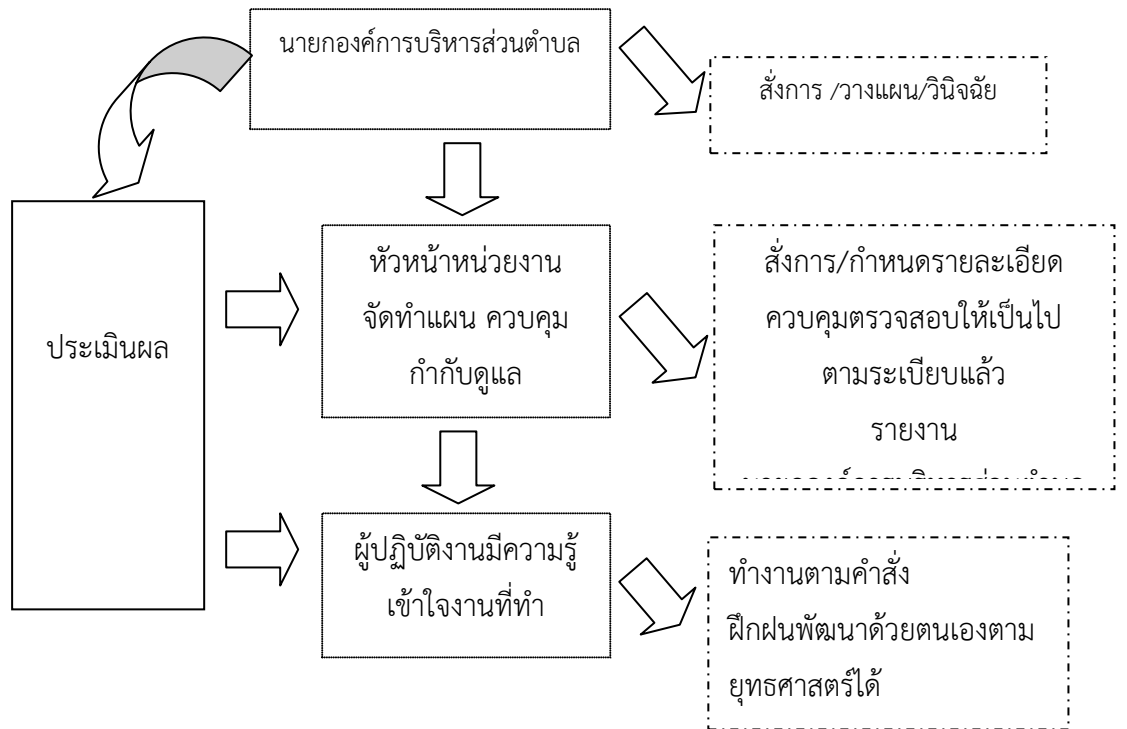 นายกองค์การบริหารส่วนตำบล
สั่งการ /วางแผน/วินิจฉัย
ประเมินผล
หัวหน้าหน่วยงาน
จัดทำแผน ควบคุม
กำกับดูแล
สั่งการ/กำหนดรายละเอียด
ควบคุมตรวจสอบให้เป็นไป
ตามระเบียบแล้ว
รายงาน
ผู้ปฏิบัติงานมีความรู้
เข้าใจงานที่ทำ
ทำงานตามคำสั่ง
ฝึกฝนพัฒนาด้วยตนเองตาม
ยุทธศาสตร์ได้